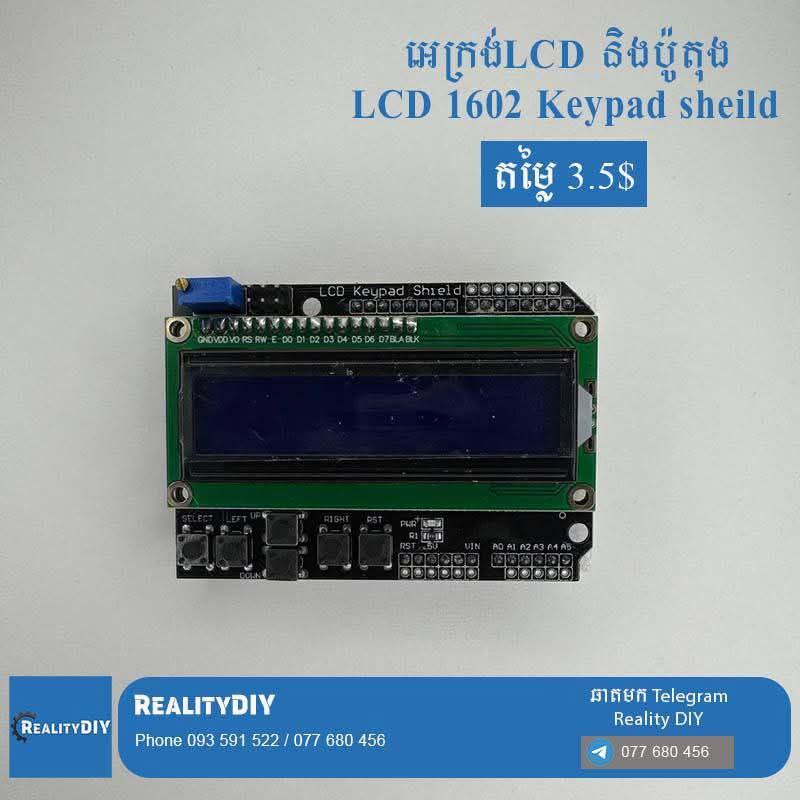 អេក្រង់LCD និងប៊ូតុង
LCD 1602 Keypad sheild
តម្លៃ 3.5$
LCD Keypad Shield
GND VDD VO RS RW E D0 D1 D2 D3 D4 D5 D6 D7 BLA BLK
SELECT LEFT UP RIGHT RST
DOWN
PWR
R1
RST 5V VIN A0 A1 A2 A3 A4 A5
REALITYDIY
REALITYDIY
Phone 093 591 522 / 077 680 456
ឆាតមក Telegram
Reality DIY
077 680 456